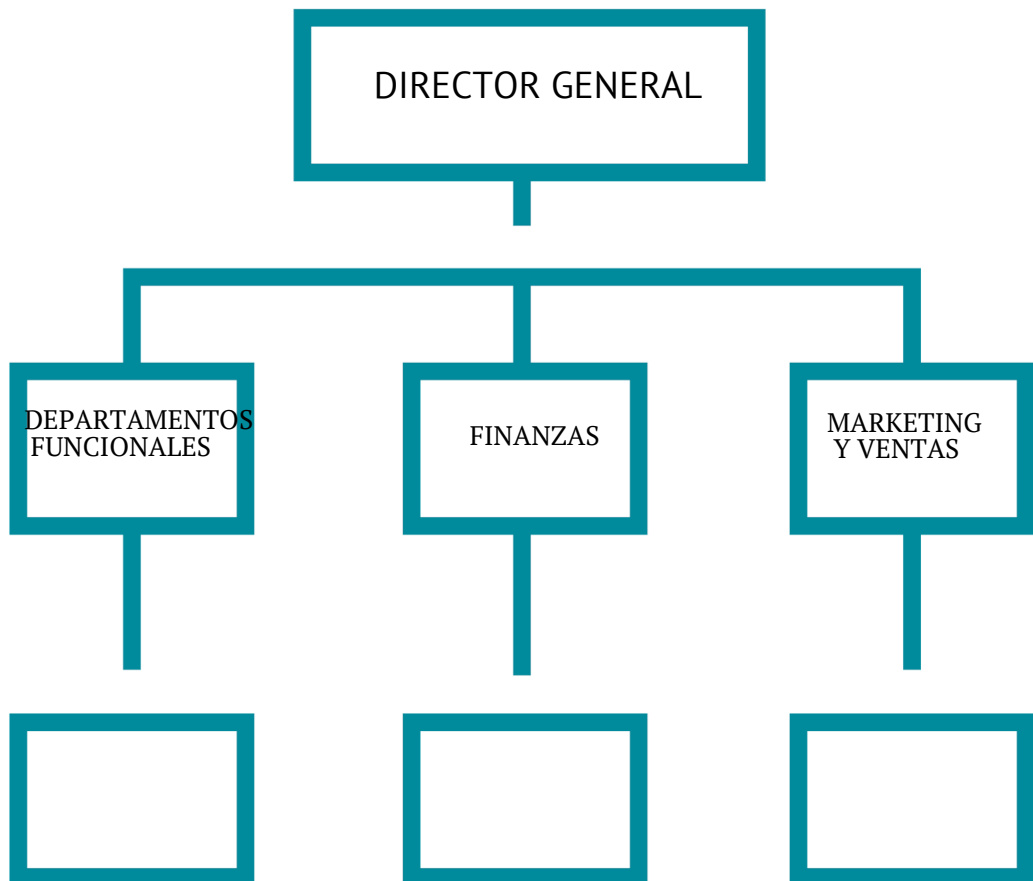 DIRECTOR GENERAL
DEPARTAMENTOS
FUNCIONALES
FINANZAS
MARKETING
Y VENTAS